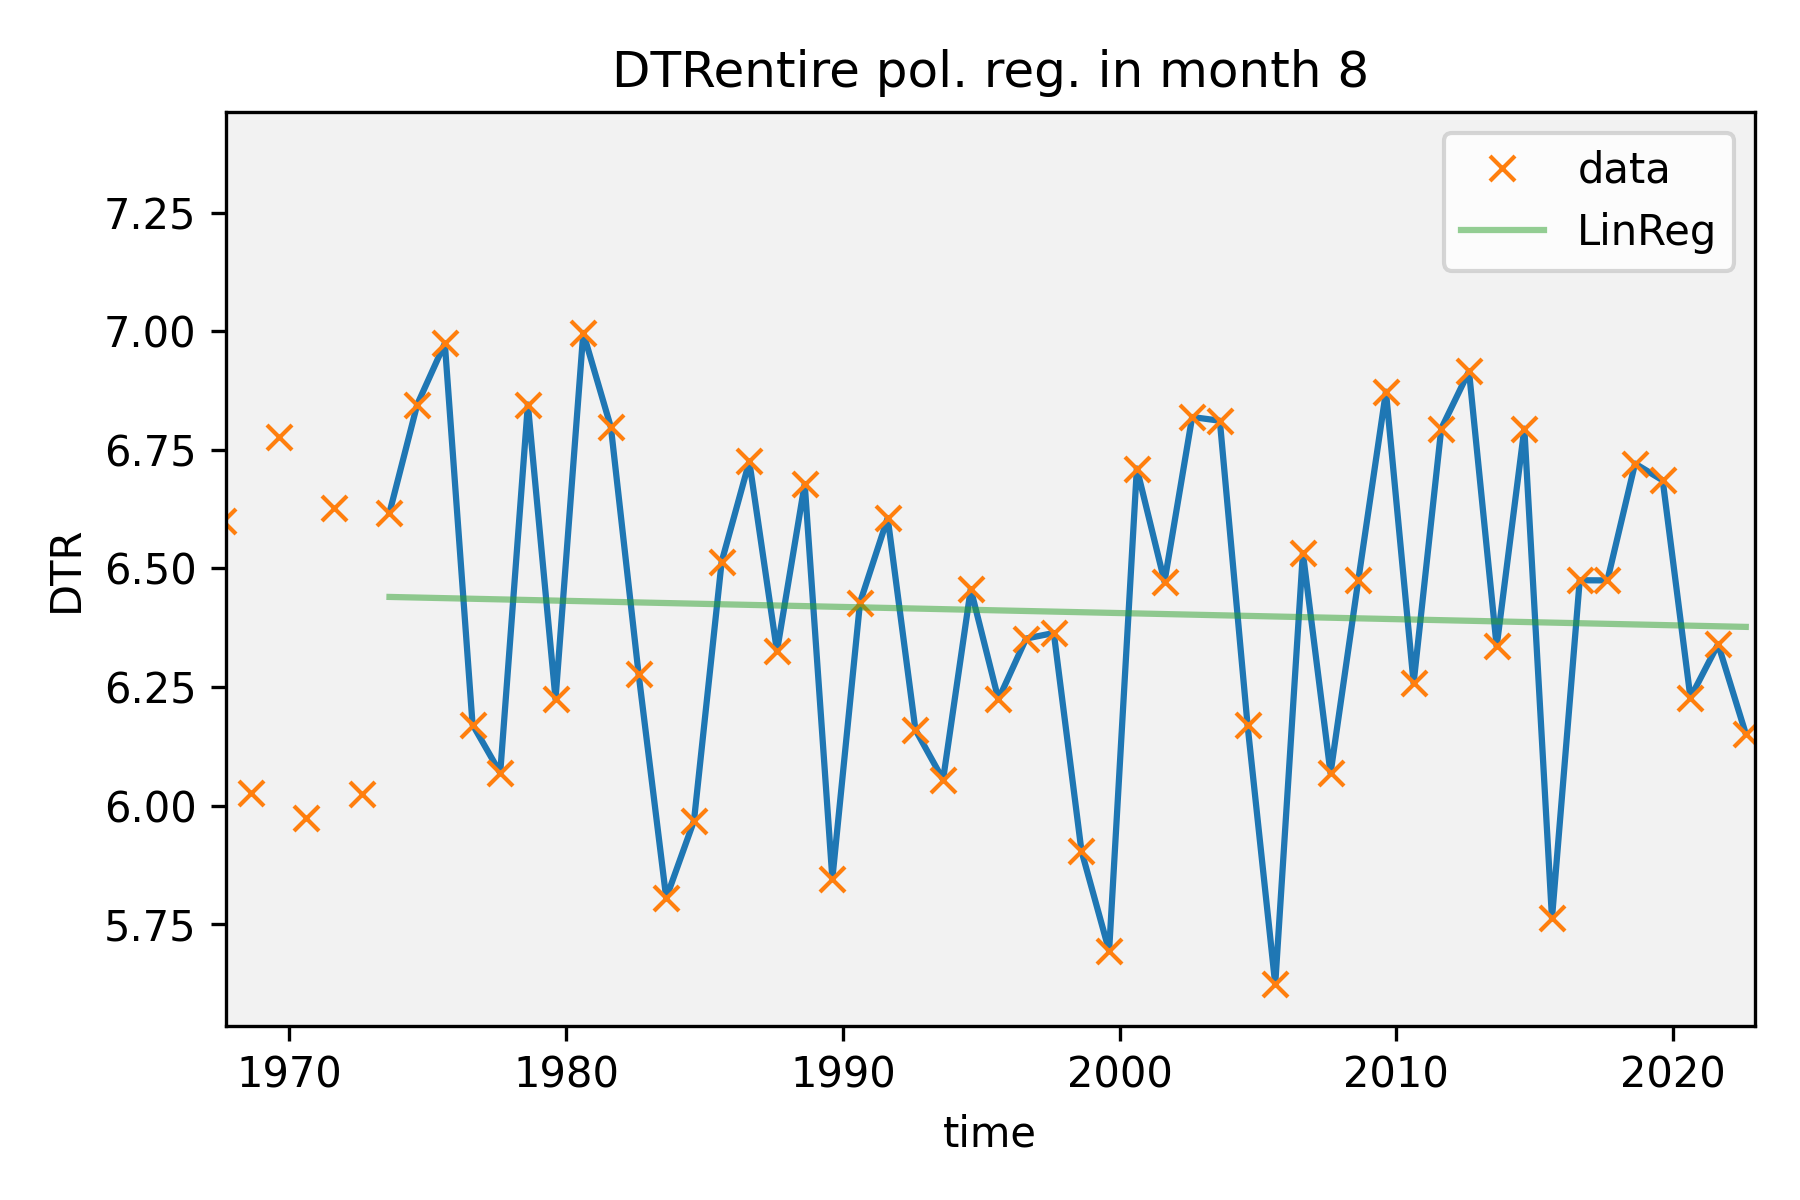 DTRentire pol. reg. in month 8
data
LinReg
7.25
7.00
6.75
6.50
6.25
6.00
5.75
DTR
1970 1980 1990 2000 2010 2020
time